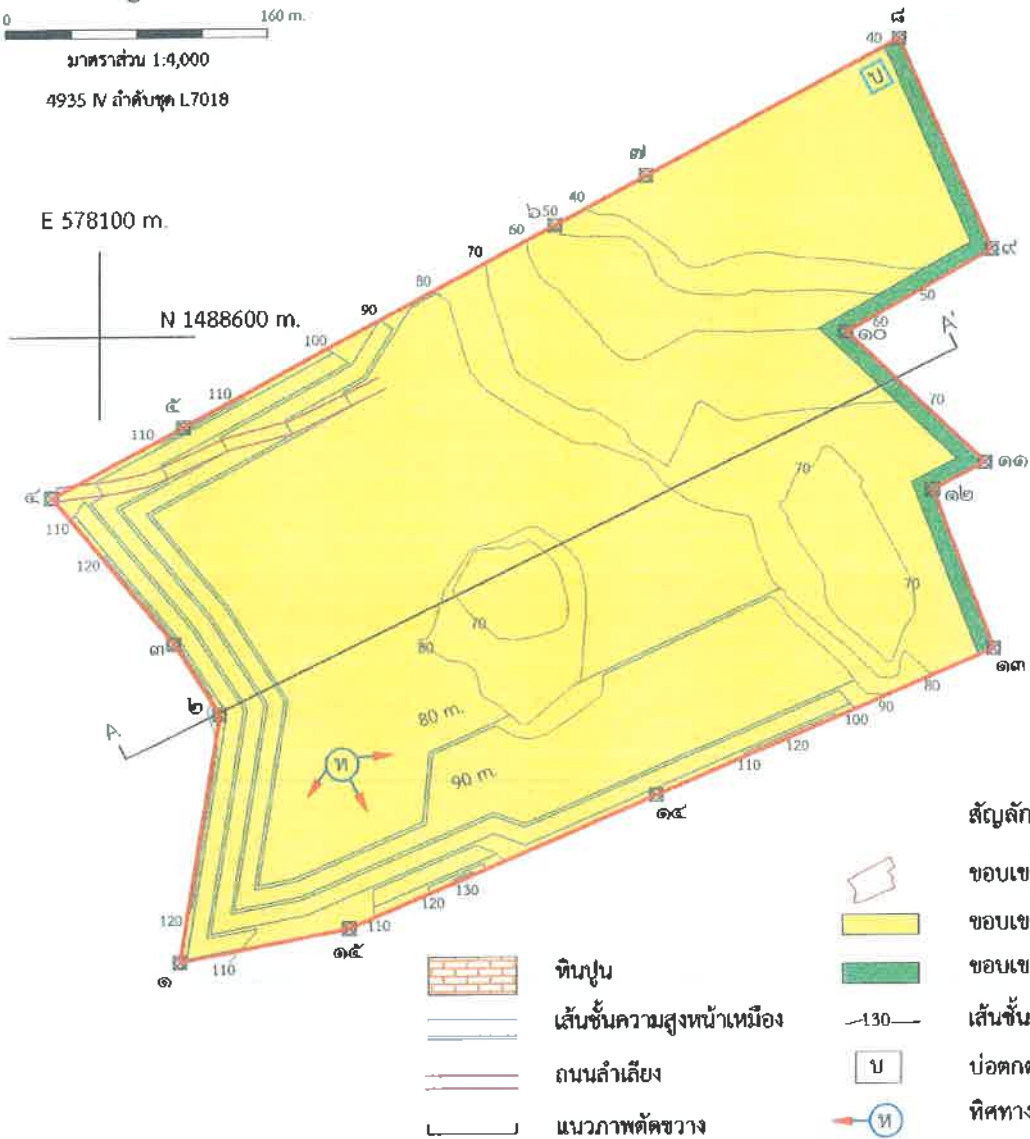 0 160 m.
มาตราส่วน 1:4,000
4935 IV ลำดับชุด L7018
E 578100 m.
N 1488600 m.
๘
40
บ
๗
๖
50
40
60
70
80
90
๙
50
60
๑๐
A'
100
110
๕
110
๔
110
120
70
๑๑
๑๒
70
70
๓
70
80
๒
A
80 m.
90 m.
ท
๑๓
80
90
100
120
110
๑๔
130
120
110
๑๕
120
๑
110
สัญลัก
ขอบเข
ขอบเข
หินปูน
ขอบเข
เส้นชั้นความสูงหน้าเหมือง
130
เส้นชั้น
ถนนลำเลียง
บ
บ่อตกต
แนวภาพตัดขวาง
ท
ทิศทาง